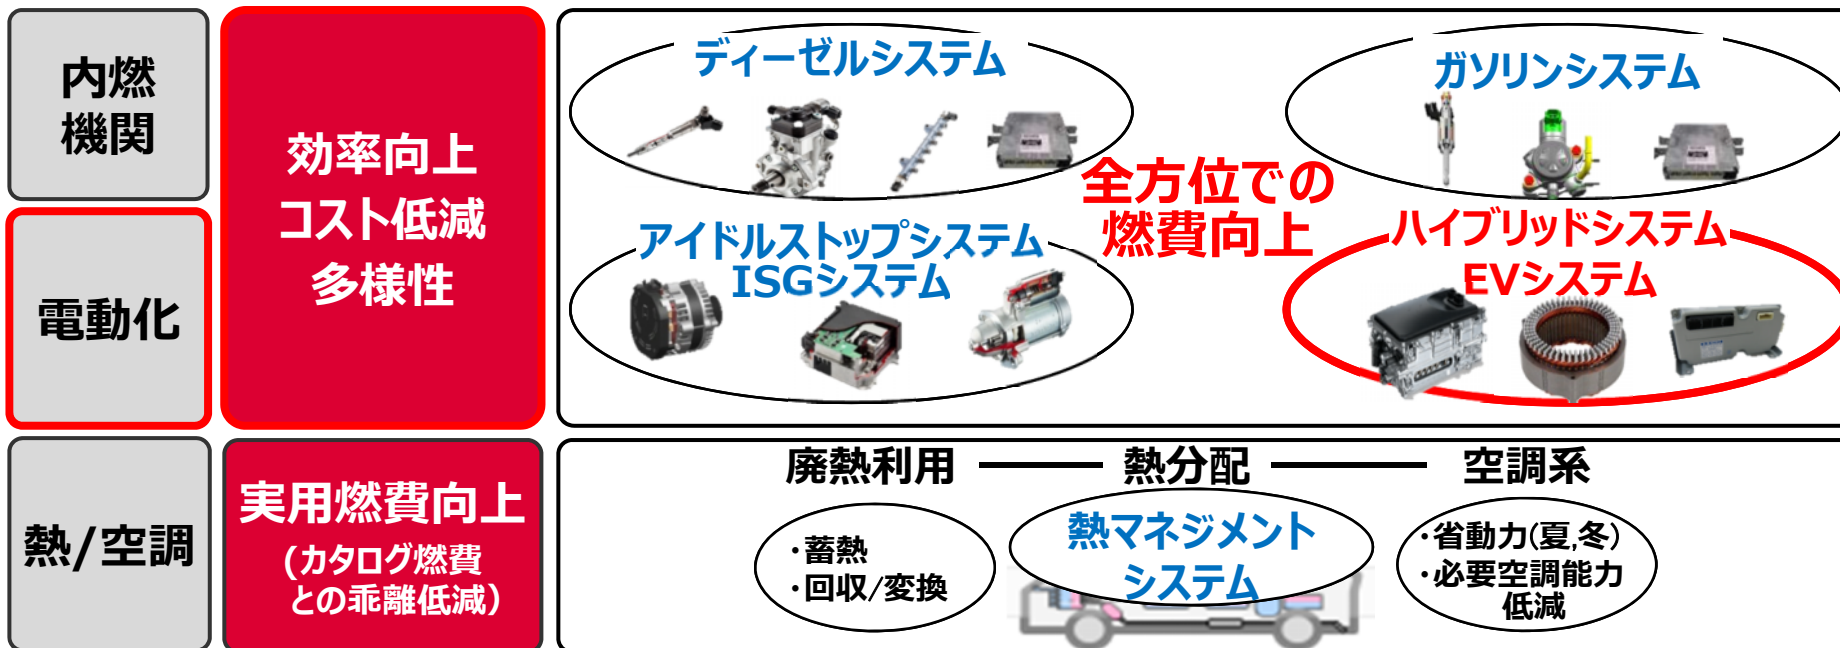 内燃
機関
電動化
熱/空調
効率向上
コスト低減
多様性
実用燃費向上
(カタログ燃費
との乖離低減)
ディーゼルシステム
ガソリンシステム
全方位での
燃費向上
アイドルストップシステム
ISGシステム
ハイブリッドシステム
EVシステム
廃熱利用
熱分配
空調系
・蓄熱
・回収/変換
熱マネジメント
システム
・省動力(夏,冬)
・必要空調能力
低減